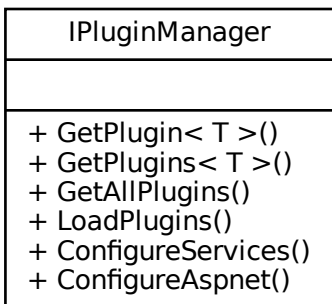 IPluginManager
+ GetPlugin< T >()
+ GetPlugins< T >()
+ GetAllPlugins()
+ LoadPlugins()
+ ConfigureServices()
+ ConfigureAspnet()